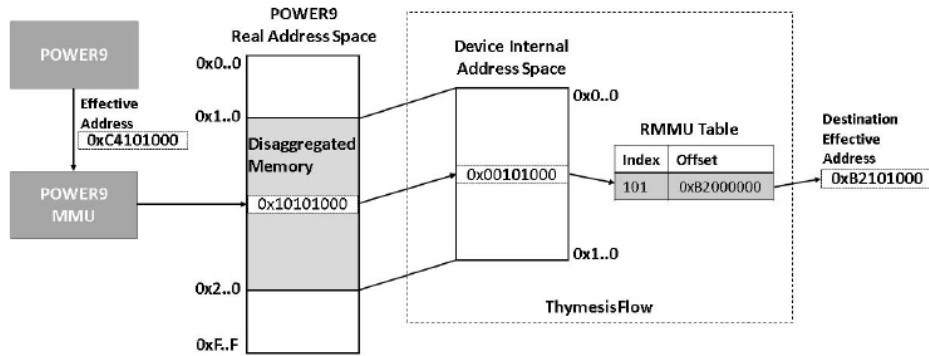 POWER9
Effective
Address
0xC4101000
POWER9
MMU
POWER9
Real Address Space
0x0..0
0x1..0
Disaggregated
Memory
0x10101000
0x2..0
0xF..F
Device Internal
Address Space
0x0..0
0x00101000
0x1..0
RMMU Table
Index Offset
101 0xB2000000
ThymesisFlow
Destination
Effective
Address
0xB2101000